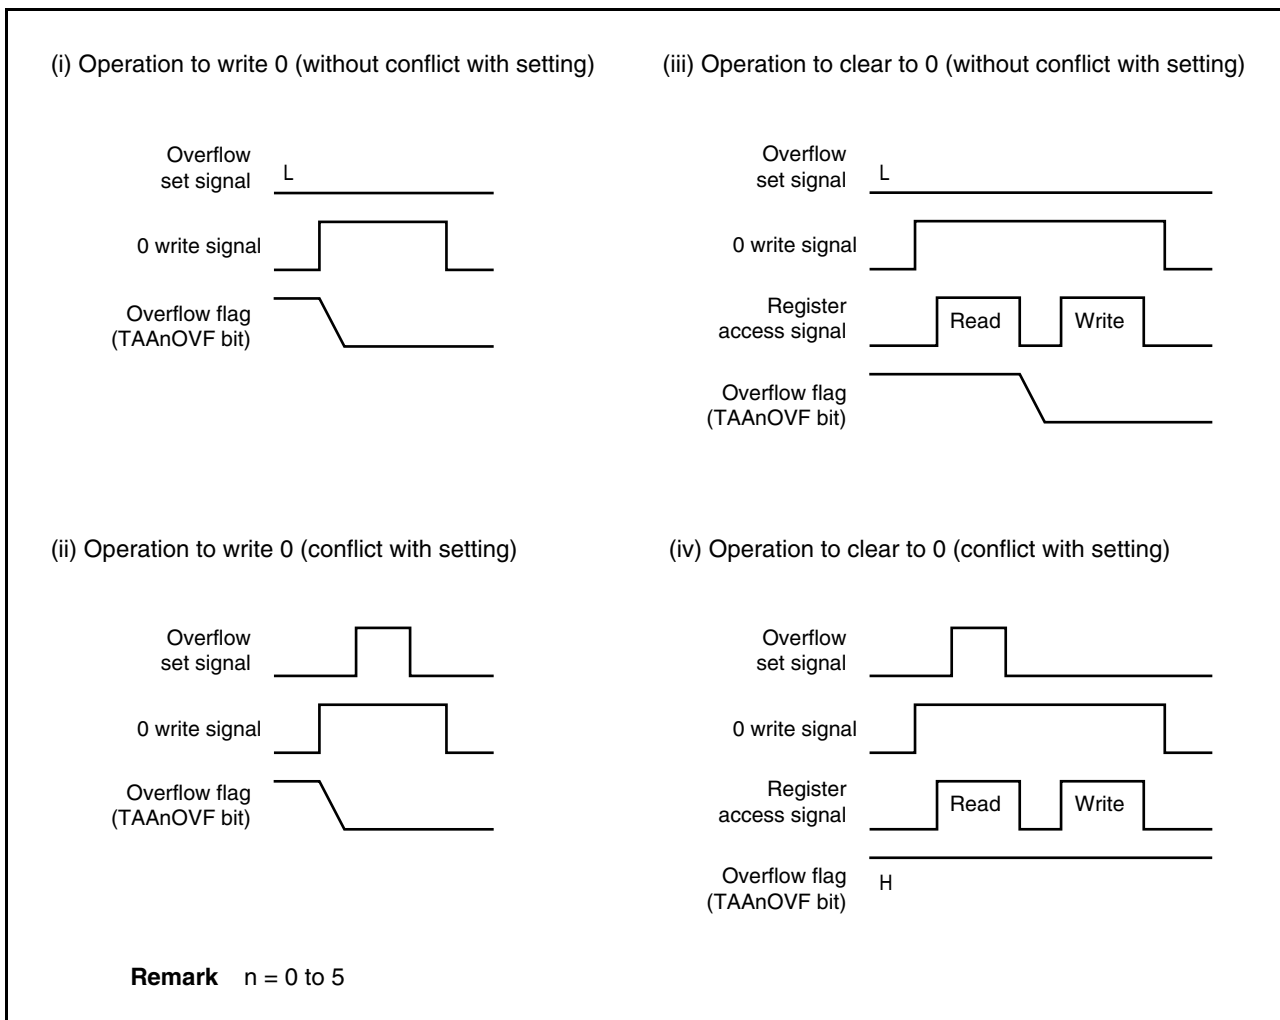 (i) Operation to write 0 (without conflict with setting)
Overflow
set signal
L
0 write signal
Overflow flag
(TAAnOVF bit)
(iii) Operation to clear to 0 (without conflict with setting)
Overflow
set signal
L
0 write signal
Register
access signal
Read
Write
Overflow flag
(TAAnOVF bit)
(ii) Operation to write 0 (conflict with setting)
Overflow
set signal
0 write signal
Overflow flag
(TAAnOVF bit)
(iv) Operation to clear to 0 (conflict with setting)
Overflow
set signal
0 write signal
Register
access signal
Read
Write
Overflow flag
(TAAnOVF bit)
H
Remark n = 0 to 5